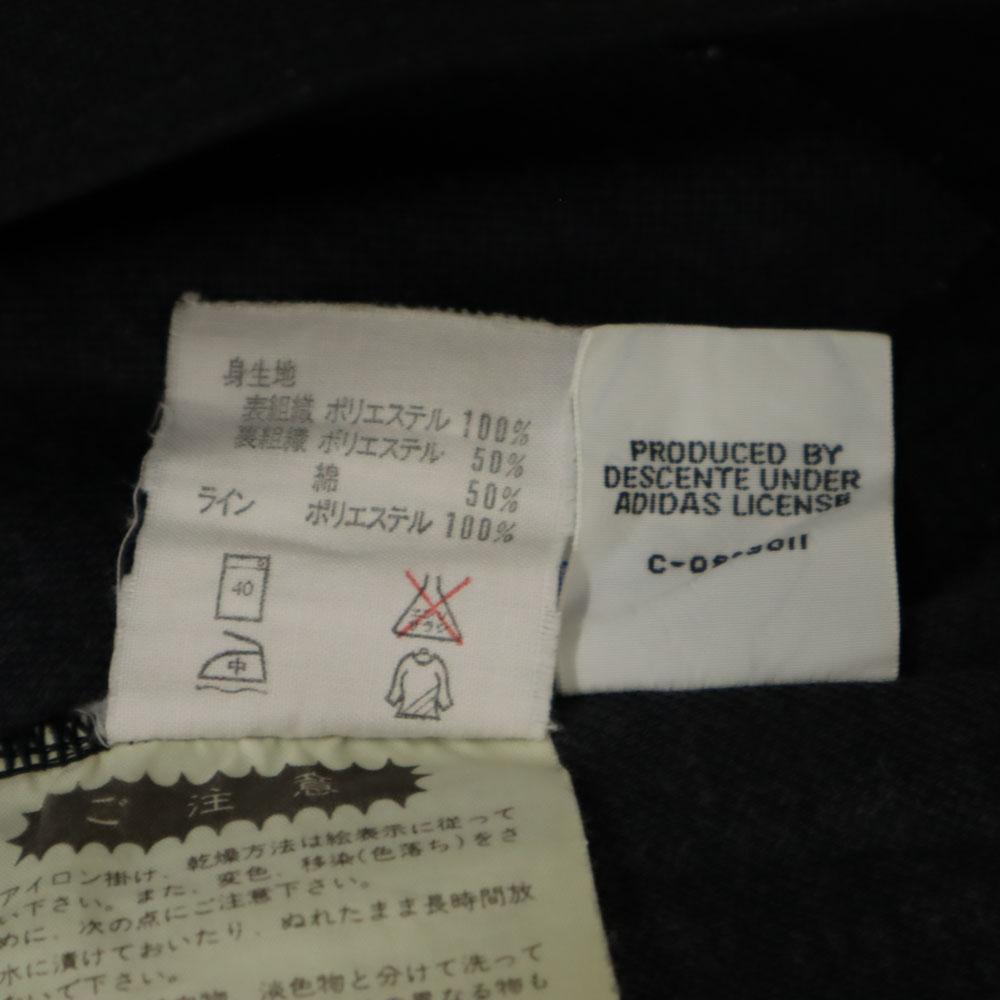 身生地
表組織 ポリエステル 100%
裏組織 ポリエステル 50%
綿 50%
ライン ポリエステル 100%
40
中
PRODUCED BY
DESCENTE UNDER
ADIDAS LICENSE
ご注意
アイロン掛け、乾燥方法は絵表示に従って
い下さい。また、変色、移染(色落ち)をさ
めに、次の点にご注意下さい。
水に漬けておいたり、ぬれたまま長時間放
いで下さい。
淡色物と分けて洗って
異なる物も